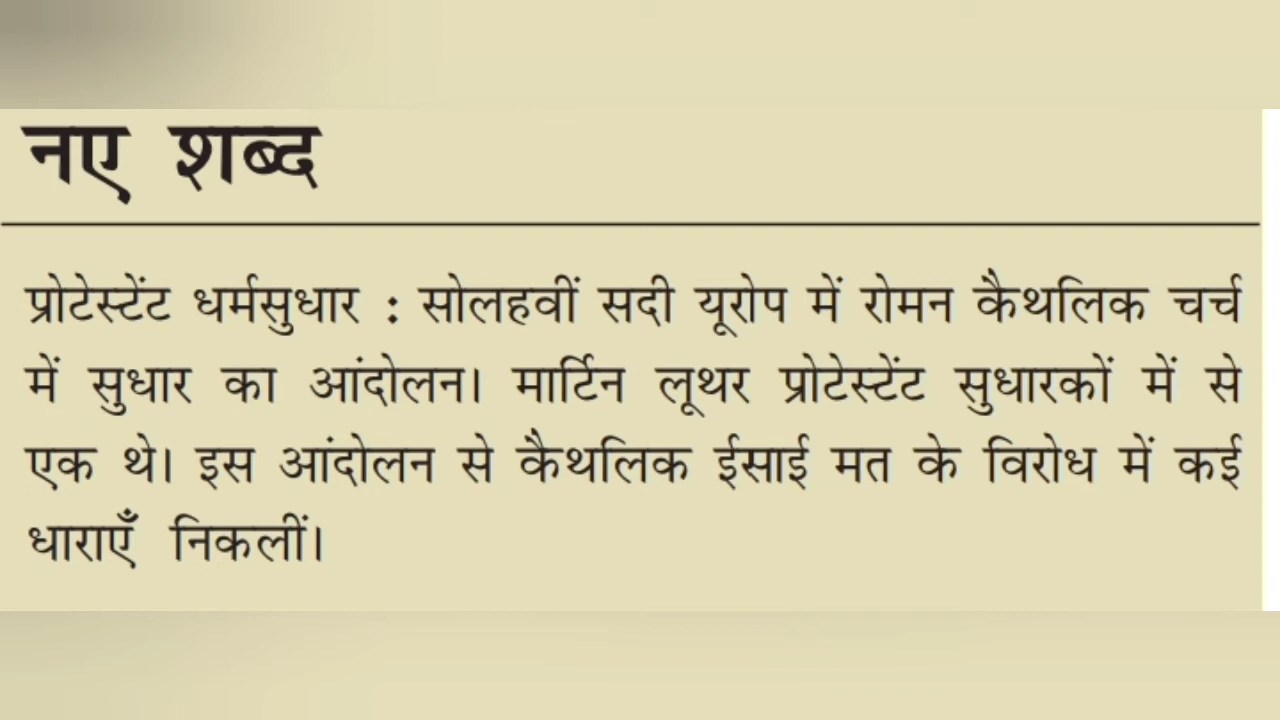 नए शब्द
प्रोटेस्टेंट धर्मसुधार : सोलहवीं सदी यूरोप में रोमन कैथलिक चर्च
में सुधार का आंदोलन। मार्टिन लूथर प्रोटेस्टेंट सुधारकों में से
एक थे। इस आंदोलन से कैथलिक ईसाई मत के विरोध में कई
धाराएँ निकलीं।